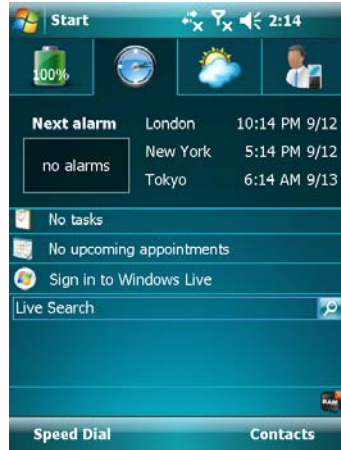 Start 2:14
100%
Next alarm
no alarms
London 10:14 PM 9/12
New York 5:14 PM 9/12
Tokyo 6:14 AM 9/13
No tasks
No upcoming appointments
Sign in to Windows Live
Live Search
RAM
Speed Dial Contacts